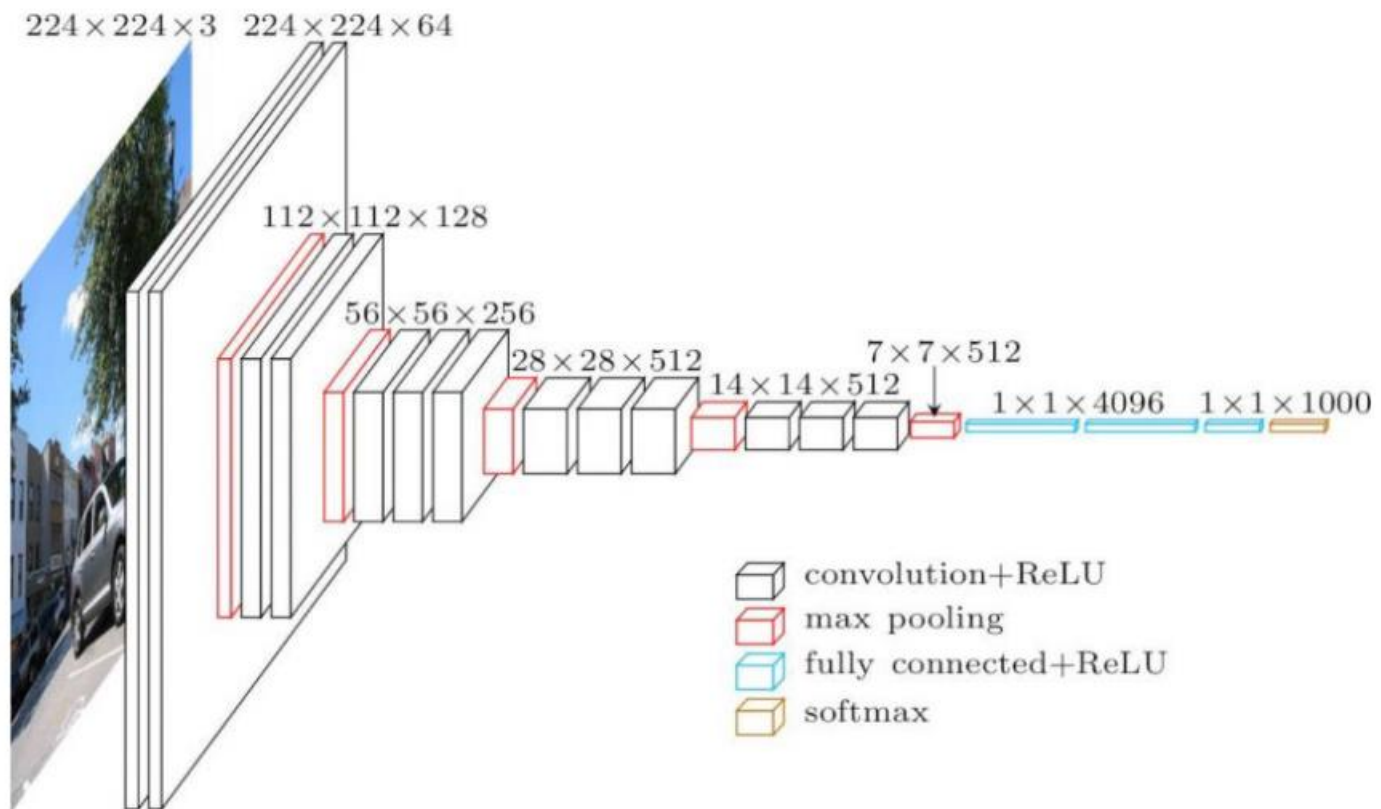 224×224×3
224×224×64
112×112×128
56×56×256
28×28×512
14×14×512
7×7×512
1×1×4096
1×1×1000
convolution+ReLU
max pooling
fully connected+ReLU
softmax